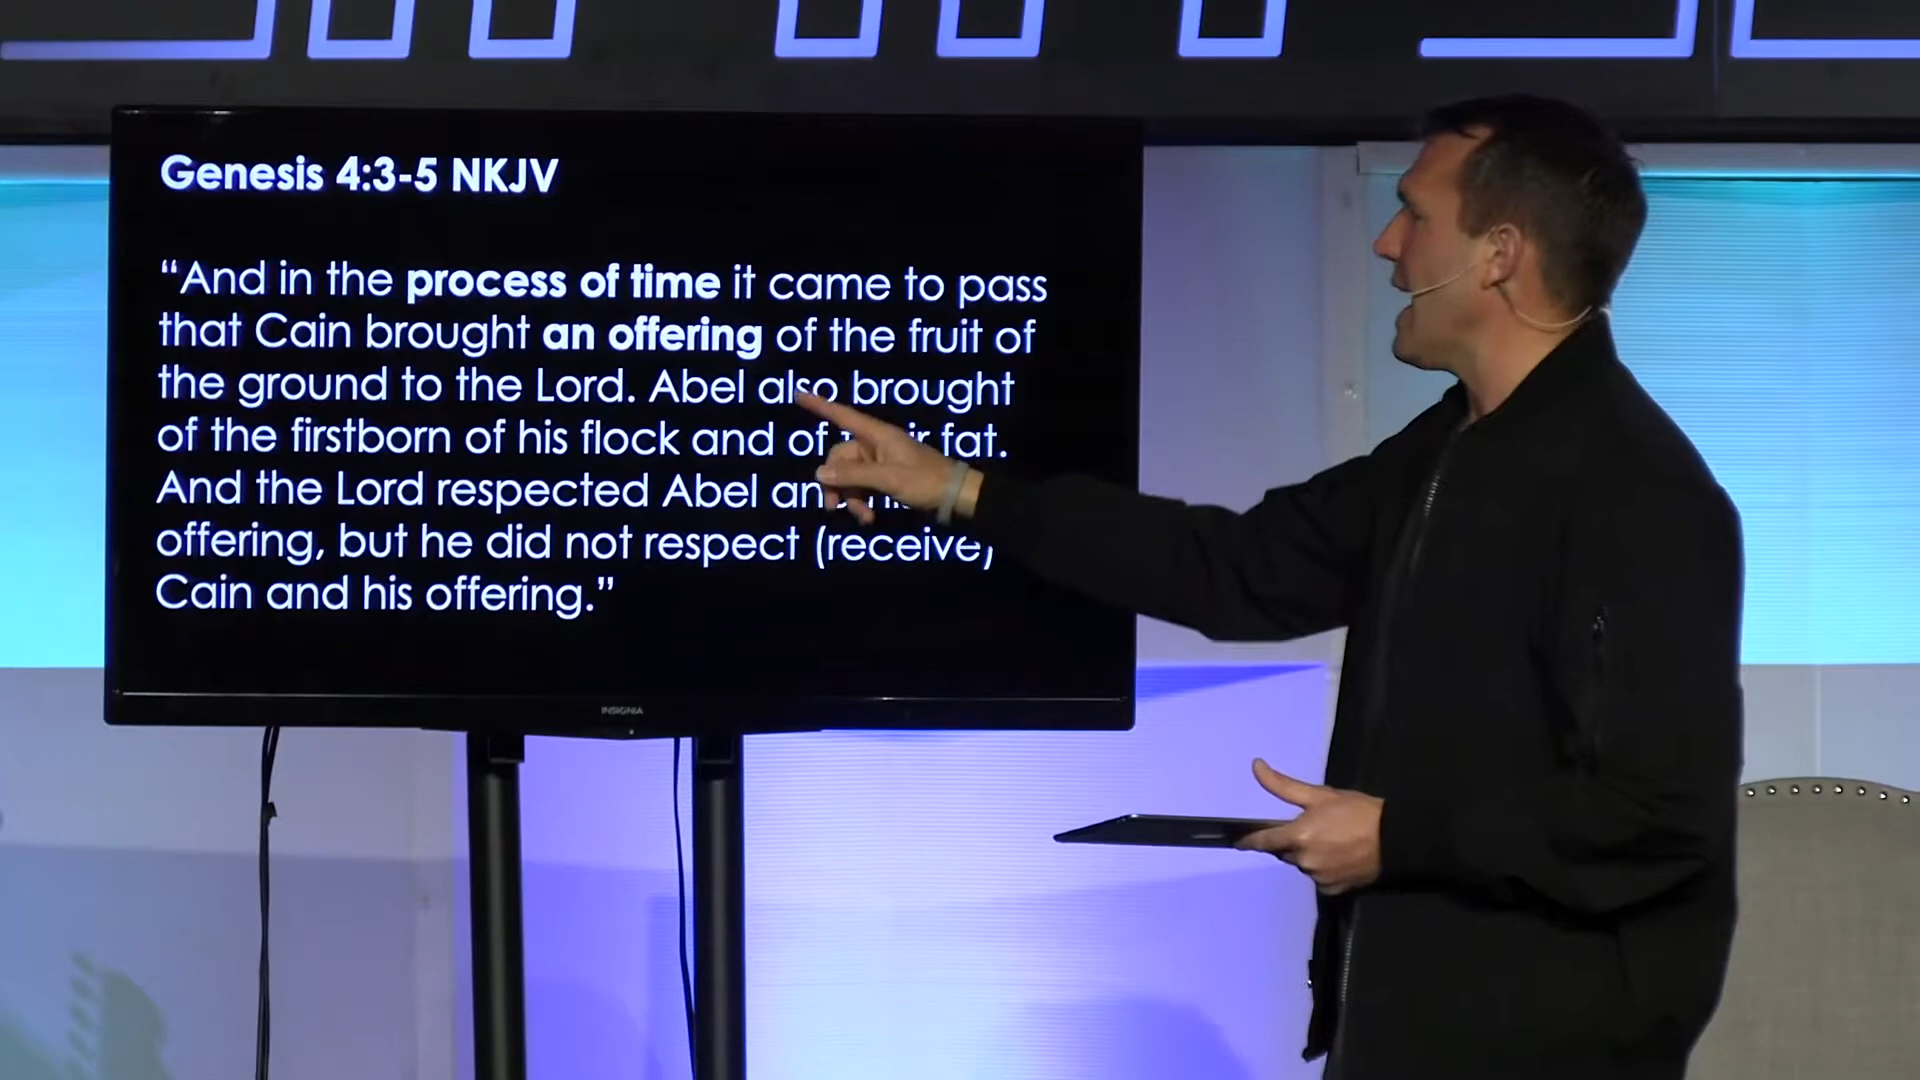 Genesis 4:3-5 NKJV
“And in the process of time it came to pass
that Cain brought an offering of the fruit of
the ground to the Lord. Abel also brought
of the firstborn of his flock and of fat.
And the Lord respected Abel
offering, but he did not respect (receive)
Cain and his offering.”
INSIGNIA